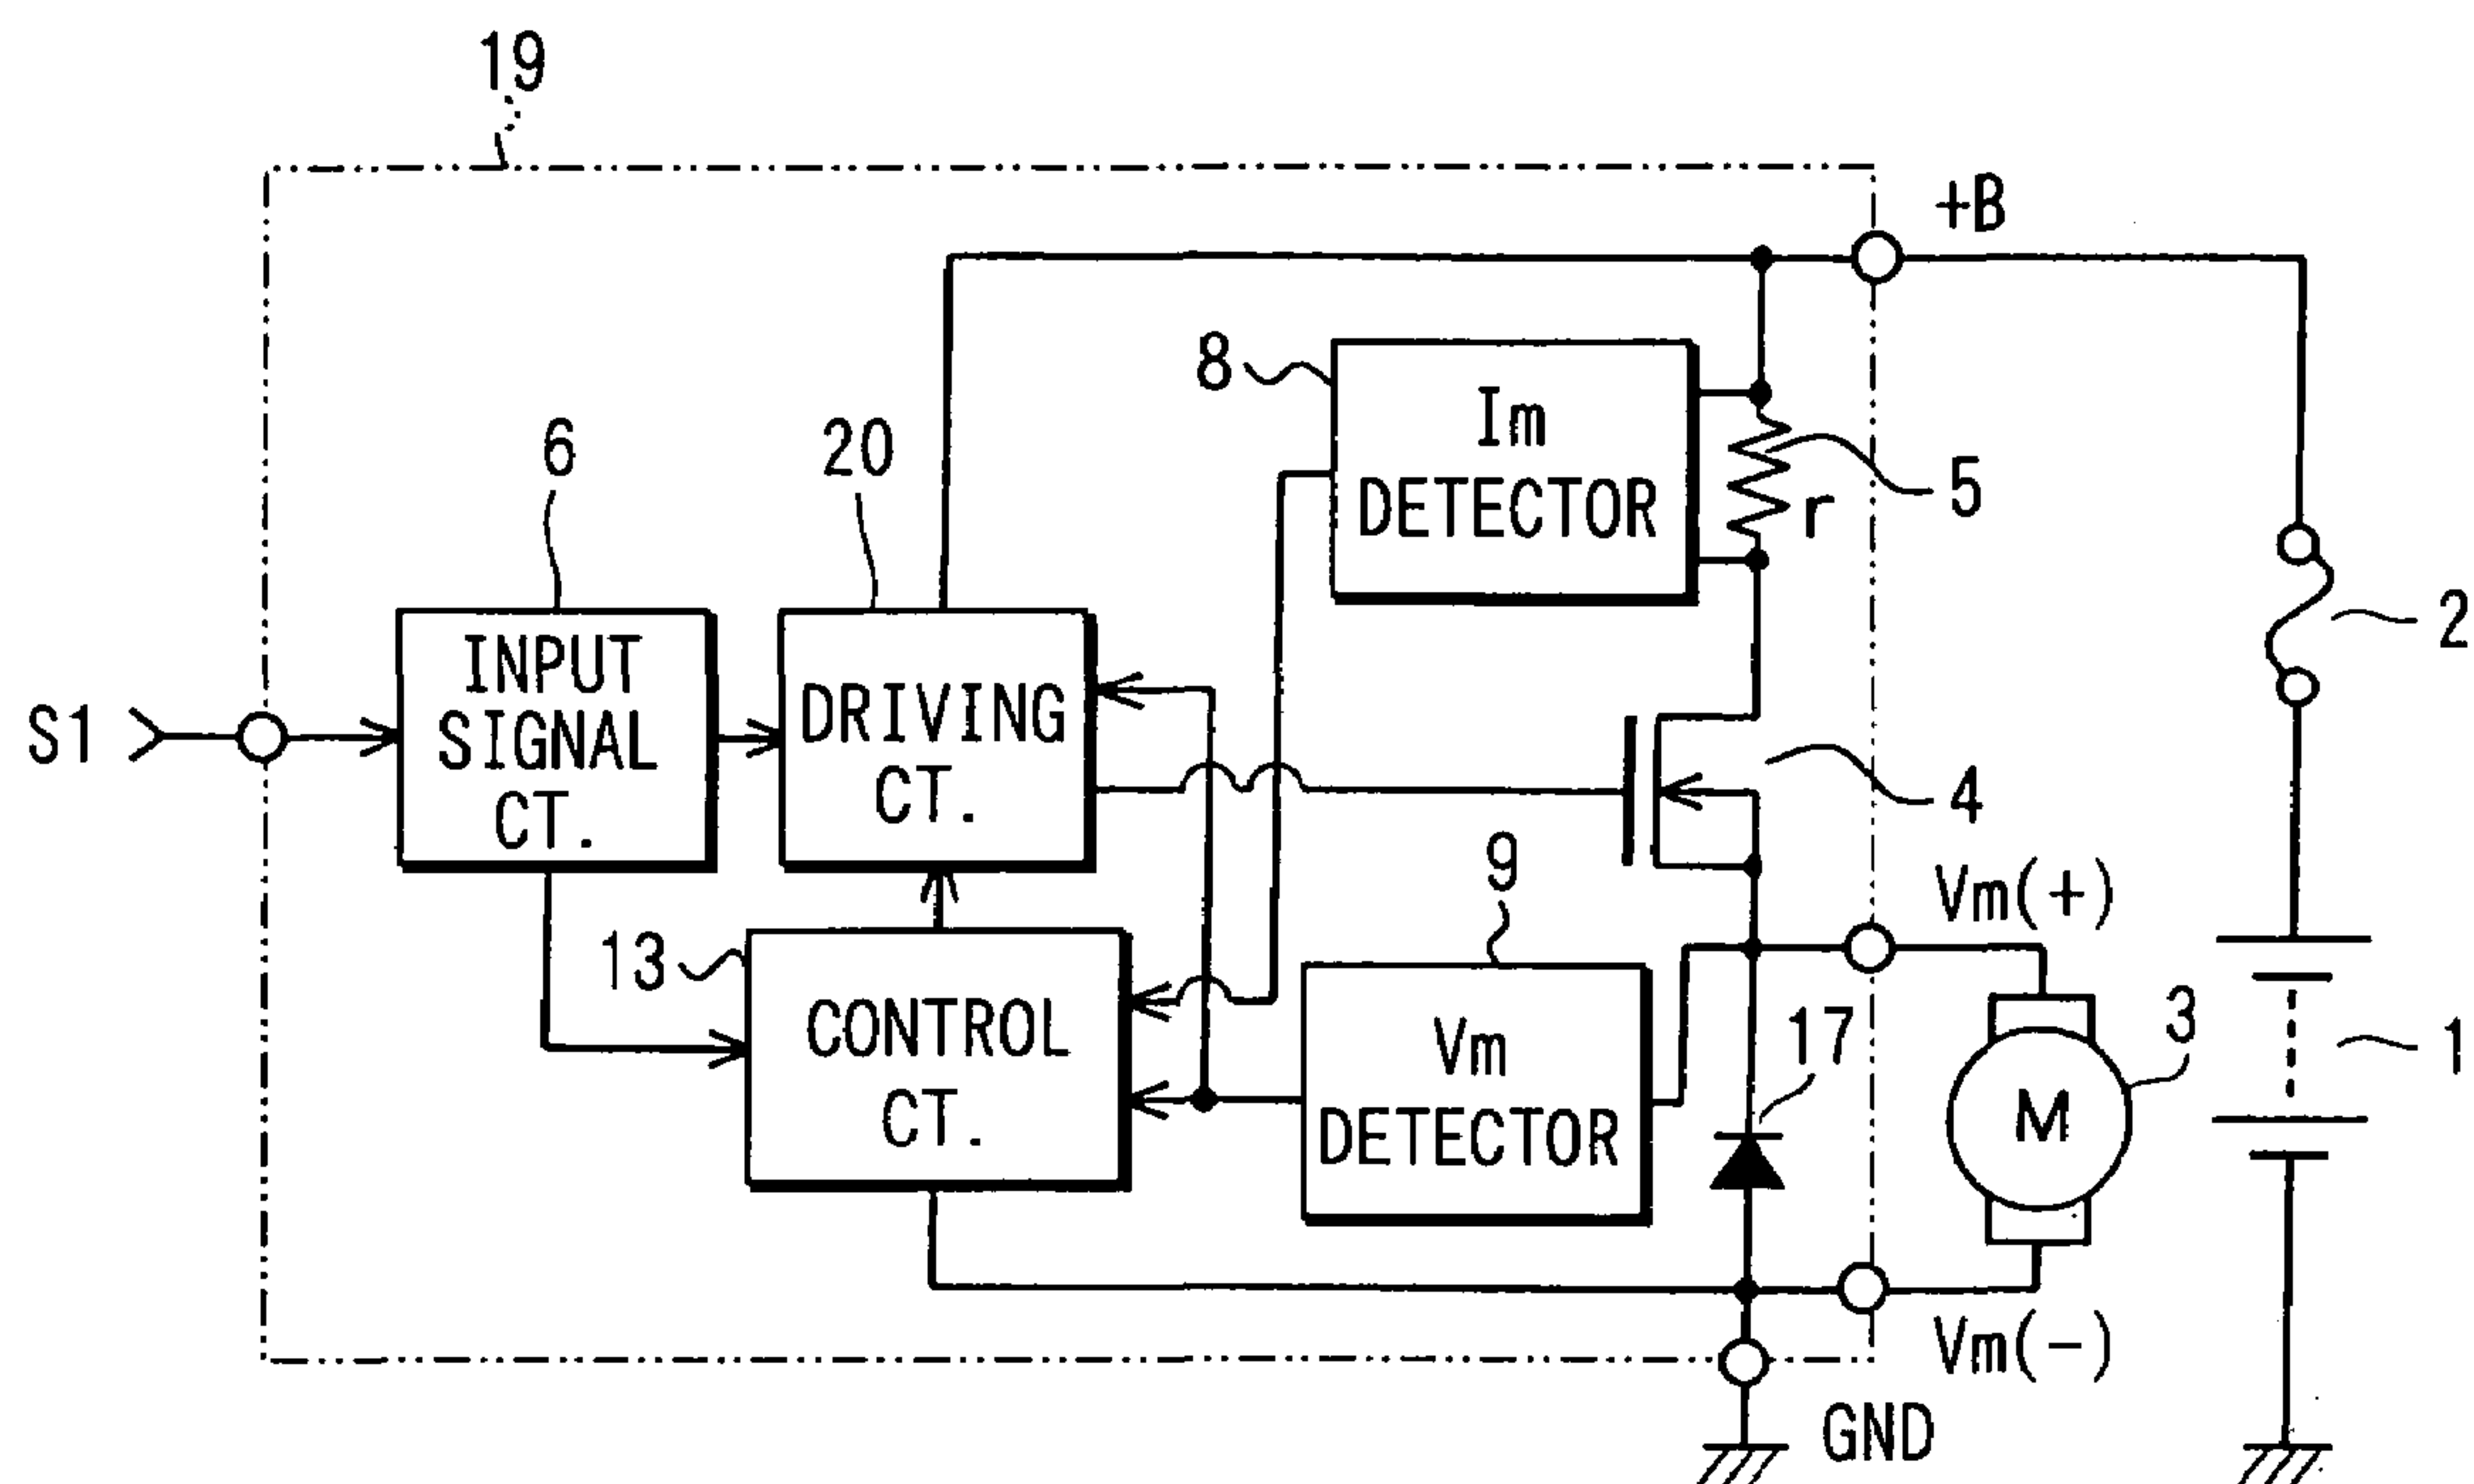 19
+B
8
Im
DETECTOR
5
r
6
20
2
INPUT
SIGNAL
CT.
DRIVING
CT.
S1
4
9
Vm(+)
13
CONTROL
CT.
Vm
DETECTOR
17
3
M
1
Vm(-)
GND